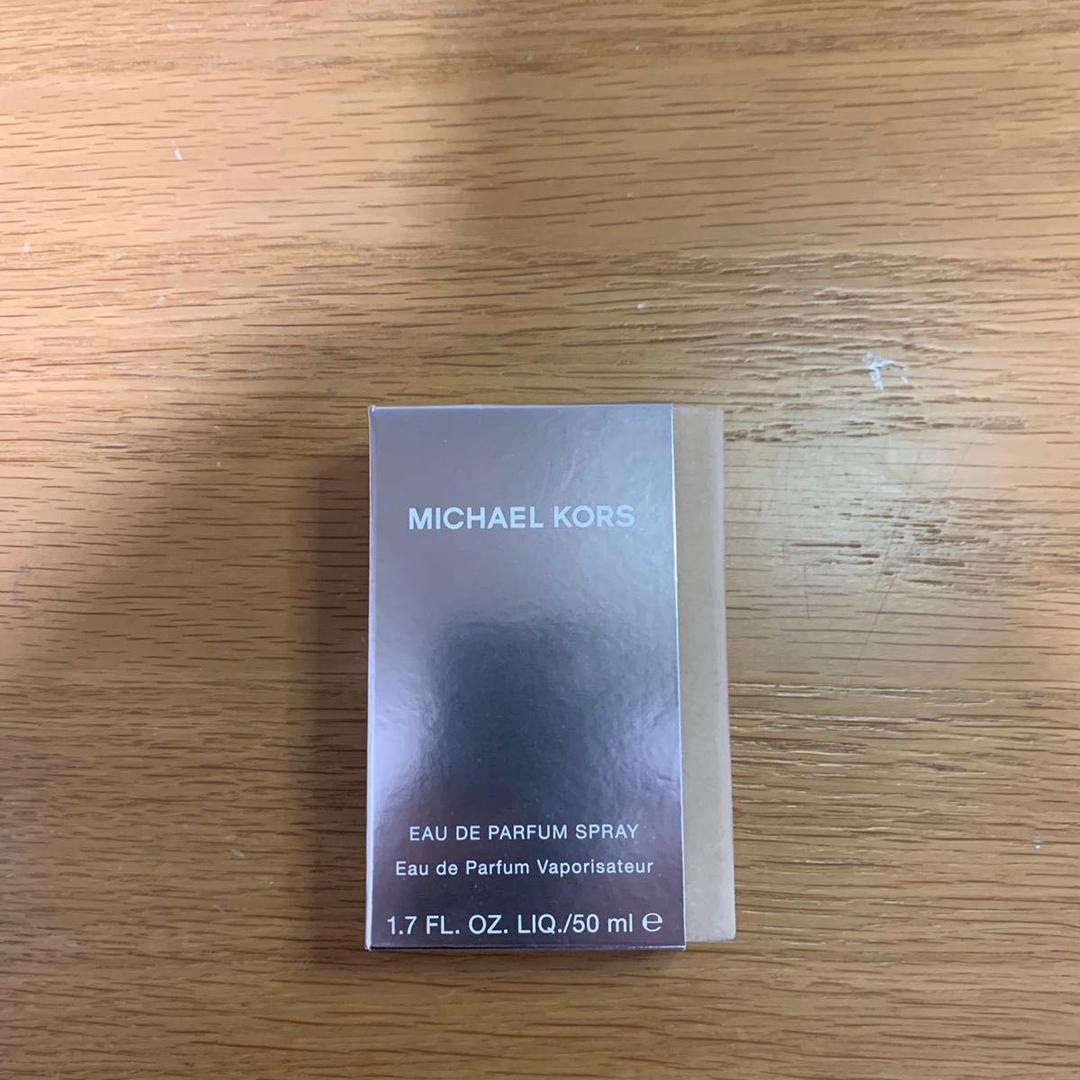 MICHAEL KORS
EAU DE PARFUM SPRAY
Eau de Parfum Vaporisateur
1.7 FL. OZ. LIQ./50 ml ℮